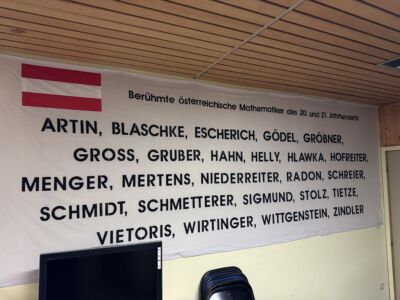 Berühmte österreichische Mathematiker des 20. und 21. Jahrhunderts
ARTIN, BLASCHKE, ESCHERICH, GÖDEL, GRÖBNER,
GROSS, GRUBER, HAHN, HELLY, HLAWKA, HOFREITER,
MENGER, MERTENS, NIEDERREITER, RADON, SCHREIER,
SCHMIDT, SCHMETTERER, SIGMUND, STOLZ, TIETZE,
VIETORIS, WIRTINGER, WITTGENSTEIN, ZINDLER